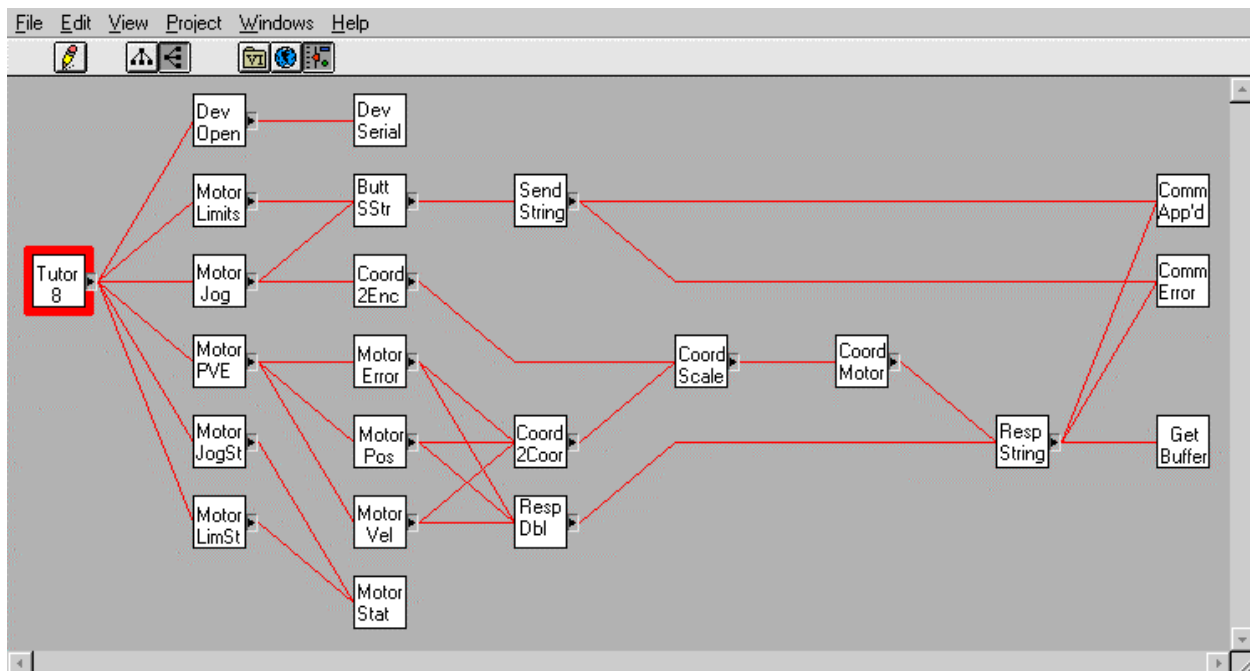 File Edit View Project Windows Help
VI
Dev
Open
Dev
Serial
Motor
Limits
Butt
SStr
Send
String
Comm
App'd
Tutor
8
Motor
Jog
Coord
2Enc
Comm
Error
Motor
PVE
Motor
Error
Coord
Scale
Coord
Motor
Motor
JogSt
Motor
Pos
Coord
2Coor
Resp
String
Get
Buffer
Motor
LimSt
Motor
Vel
Resp
Dbl
Motor
Stat